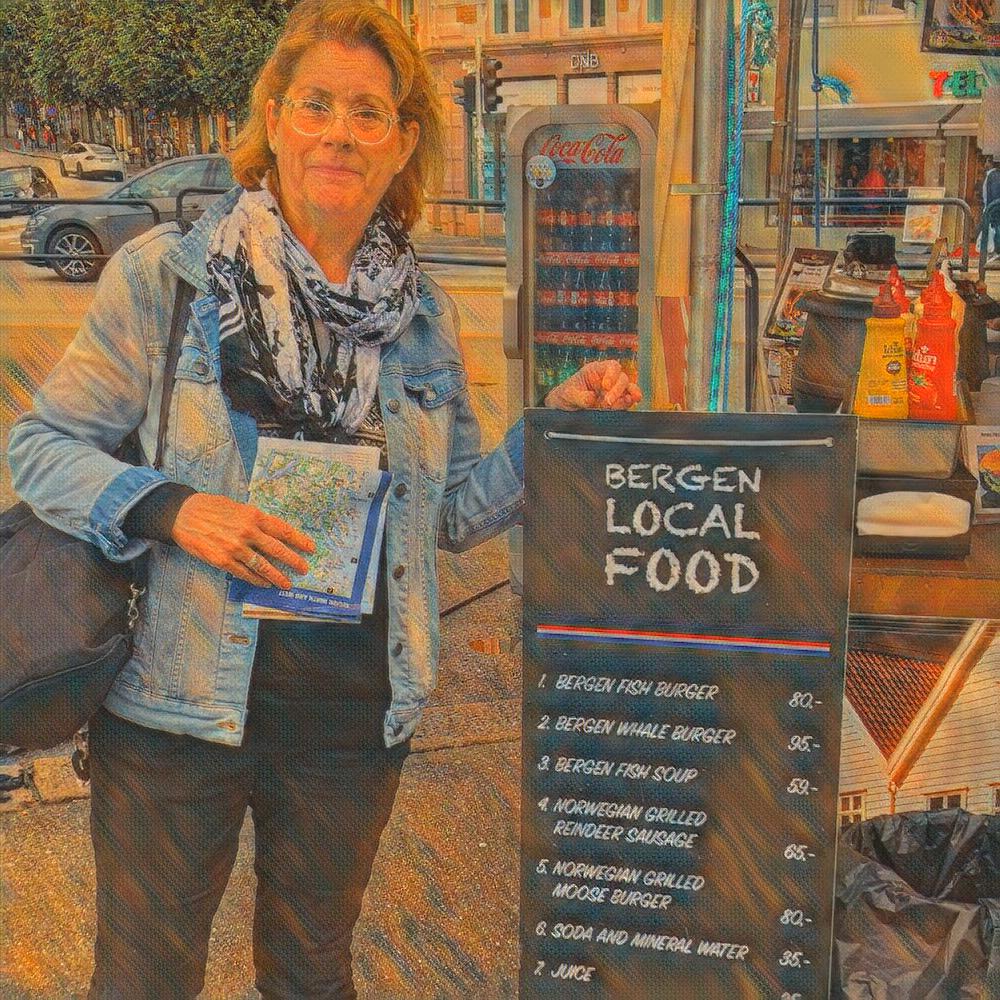 DNB
7-EL
Coca-Cola
BERGEN
LOCAL
FOOD
1. BERGEN FISH BURGER 80.-
2. BERGEN WHALE BURGER 95.-
3. BERGEN FISH SOUP 59.-
4. NORWEGIAN GRILLED
REINDEER SAUSAGE 65.-
5. NORWEGIAN GRILLED
MOOSE BURGER 80.-
6. SODA AND MINERAL WATER 35.-
7. JUICE